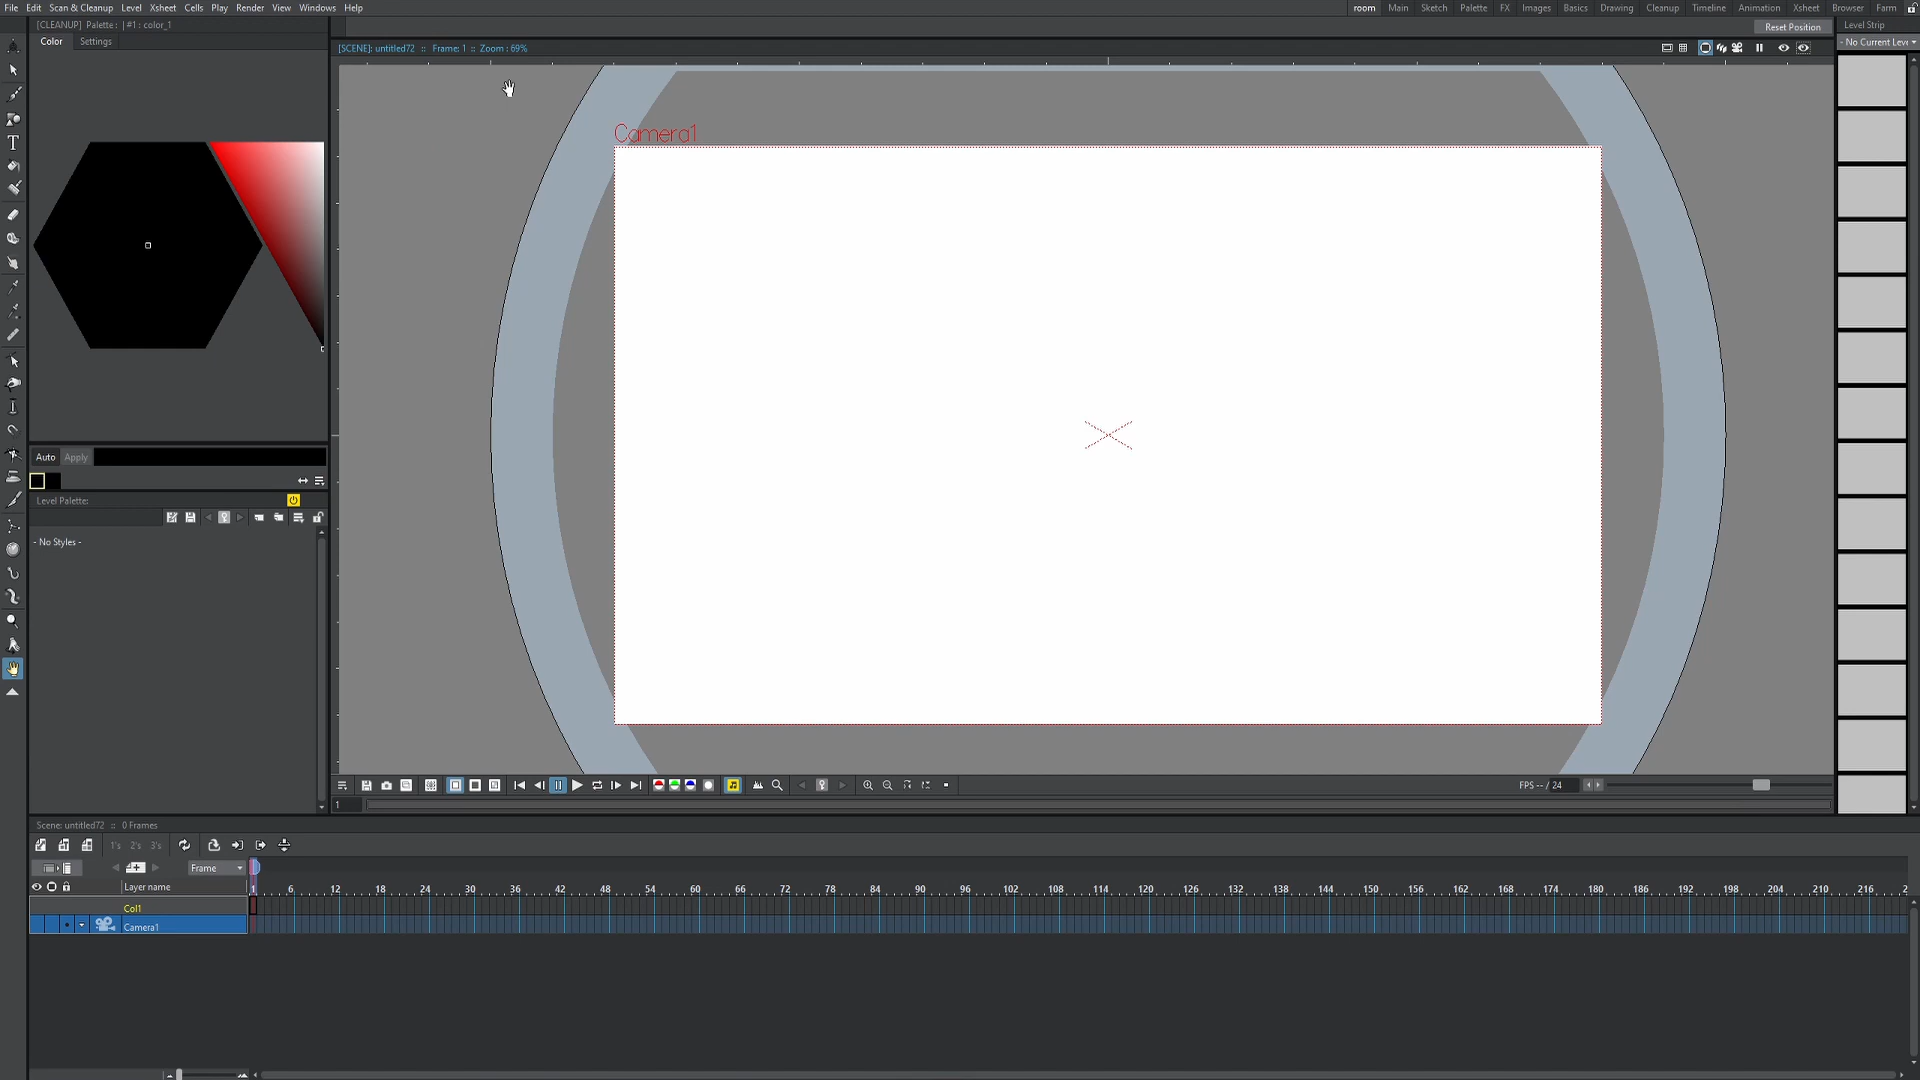 File Edit Scan & Cleanup Level Xsheet Cells Play Render View Windows Help
room Main Sketch Palette FX Images Basics Drawing Cleanup Timeline Animation Xsheet Browser Farm
[CLEANUP] Palette : | #1 : color_1
Reset Position
Level Strip
Color Settings
[SCENE]: untitled72 :: Frame: 1 :: Zoom : 69%
- No Current Leve
T
Camera1
Auto Apply
Level Palette:
- No Styles -
FPS -- / 24
1
Scene: untitled72 :: 0 Frames
1's 2's 3's
Frame
Layer name
1 6 12 18 24 30 36 42 48 54 60 66 72 78 84 90 96 102 108 114 120 126 132 138 144 150 156 162 168 174 180 186 192 198 204 210 216 2
Col1
Camera1